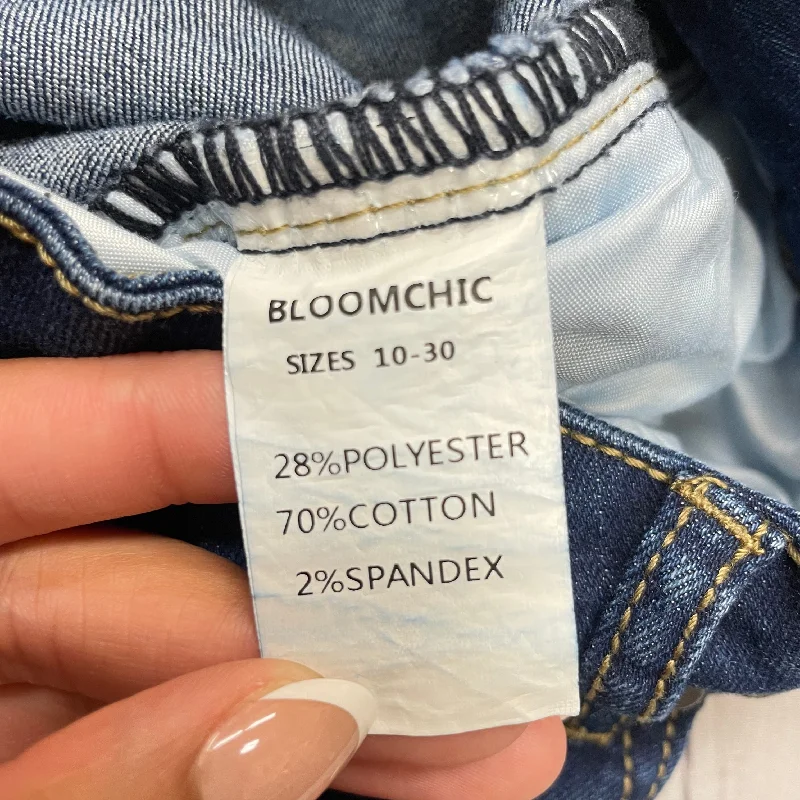 BLOOMCHIC
SIZES 10-30
28%POLYESTER
70%COTTON
2%SPANDEX